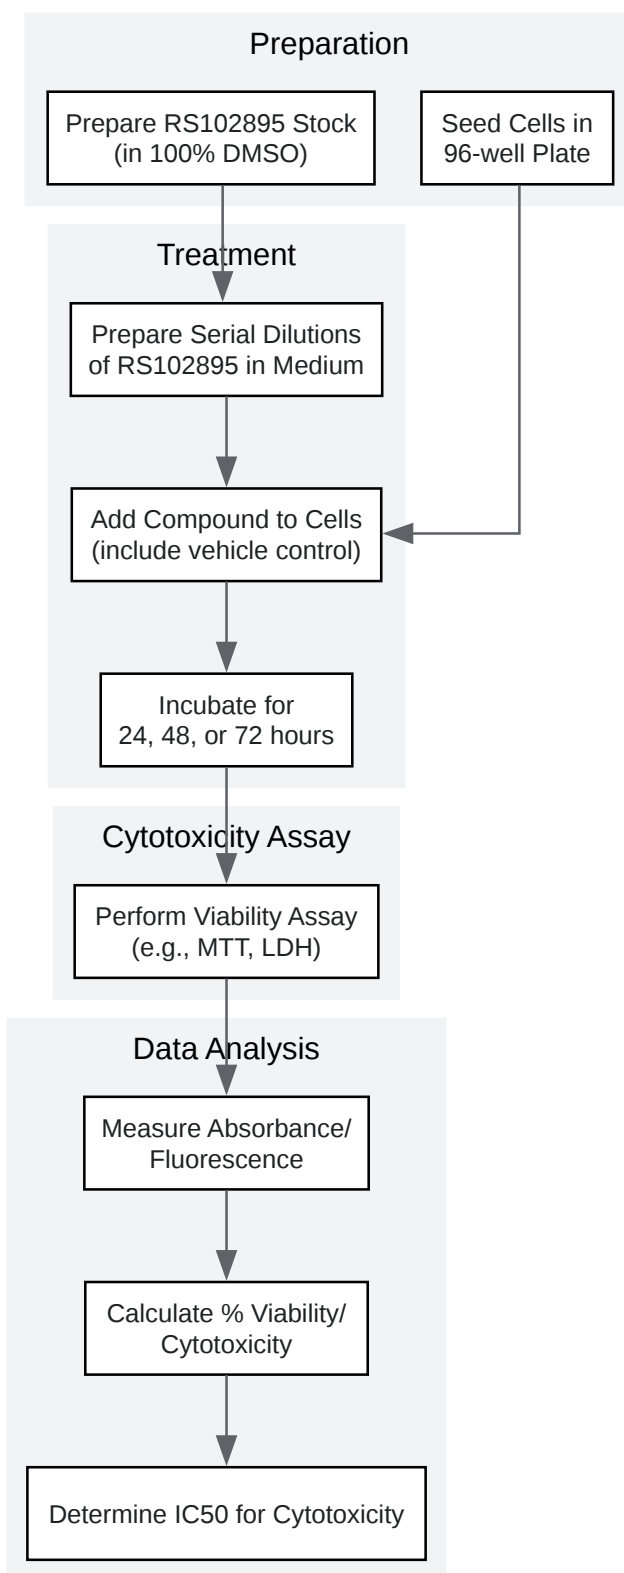 Preparation
Prepare RS102895 Stock
(in 100% DMSO)
Seed Cells in
96-well Plate
Treatment
Prepare Serial Dilutions
of RS102895 in Medium
Add Compound to Cells
(include vehicle control)
Incubate for
24, 48, or 72 hours
Cytotoxicity Assay
Perform Viability Assay
(e.g., MTT, LDH)
Data Analysis
Measure Absorbance/
Fluorescence
Calculate % Viability/
Cytotoxicity
Determine IC50 for Cytotoxicity